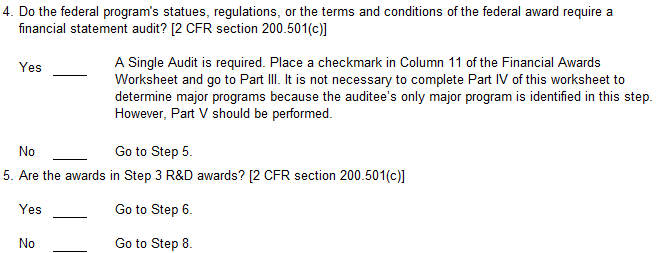 4. Do the federal program's statues, regulations, or the terms and conditions of the federal award require a
financial statement audit? [2 CFR section 200.501(c)]
Yes ____ A Single Audit is required. Place a checkmark in Column 11 of the Financial Awards
Worksheet and go to Part III. It is not necessary to complete Part IV of this worksheet to
determine major programs because the auditee's only major program is identified in this step.
However, Part V should be performed.
No ____ Go to Step 5.
5. Are the awards in Step 3 R&D awards? [2 CFR section 200.501(c)]
Yes ____ Go to Step 6.
No ____ Go to Step 8.